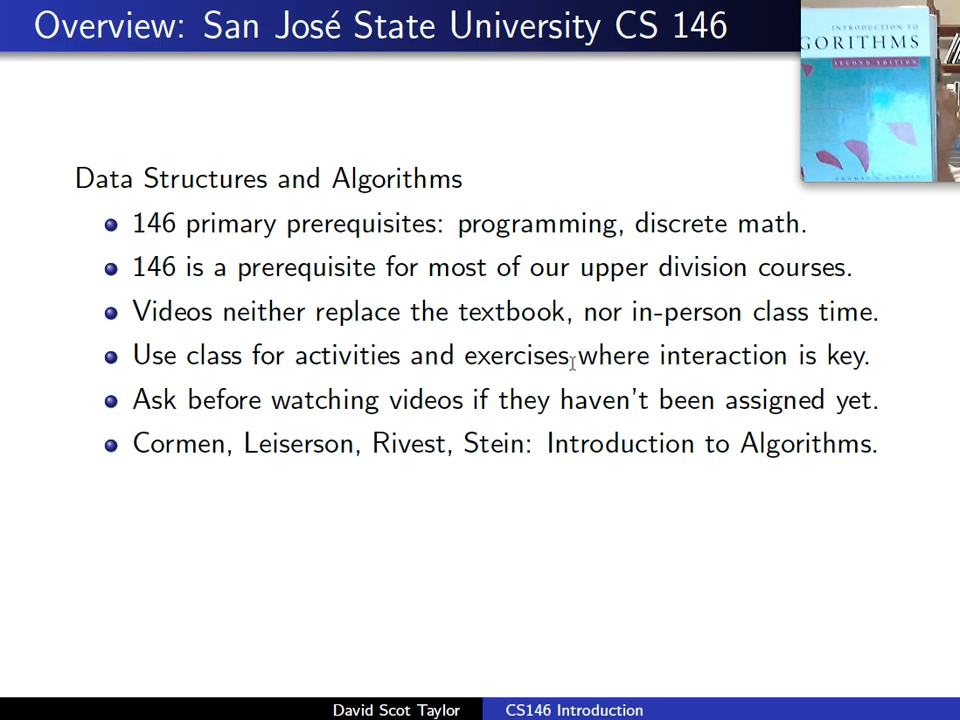 Overview: San José State University CS 146
INTRODUCTION TO
GORITHMS
SECOND EDITION
Data Structures and Algorithms
146 primary prerequisites: programming, discrete math.
146 is a prerequisite for most of our upper division courses.
Videos neither replace the textbook, nor in-person class time.
Use class for activities and exercises where interaction is key.
Ask before watching videos if they haven't been assigned yet.
Cormen, Leiserson, Rivest, Stein: Introduction to Algorithms.
David Scot Taylor
CS146 Introduction